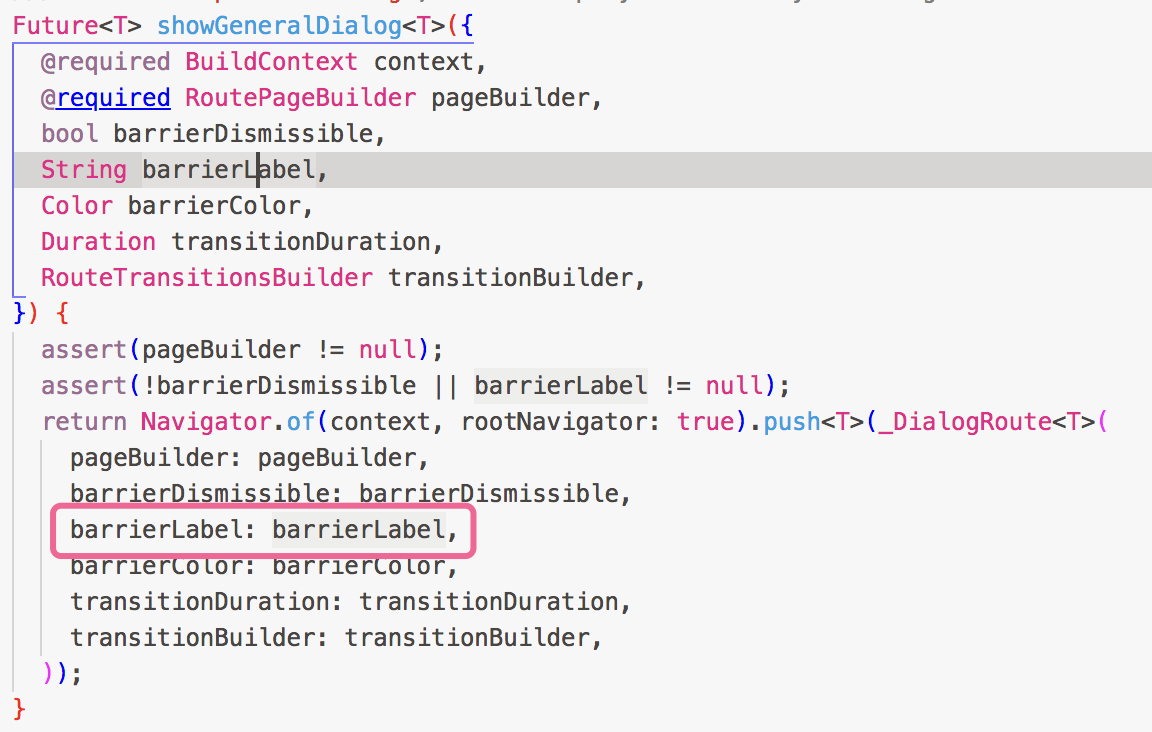 Future<T> showGeneralDialog<T>({
  @required BuildContext context,
  @required RoutePageBuilder pageBuilder,
  bool barrierDismissible,
  String barrierLabel,
  Color barrierColor,
  Duration transitionDuration,
  RouteTransitionsBuilder transitionBuilder,
}) {
  assert(pageBuilder != null);
  assert(!barrierDismissible || barrierLabel != null);
  return Navigator.of(context, rootNavigator: true).push<T>(_DialogRoute<T>(
    pageBuilder: pageBuilder,
    barrierDismissible: barrierDismissible,
    barrierLabel: barrierLabel,
    barrierColor: barrierColor,
    transitionDuration: transitionDuration,
    transitionBuilder: transitionBuilder,
  ));
}